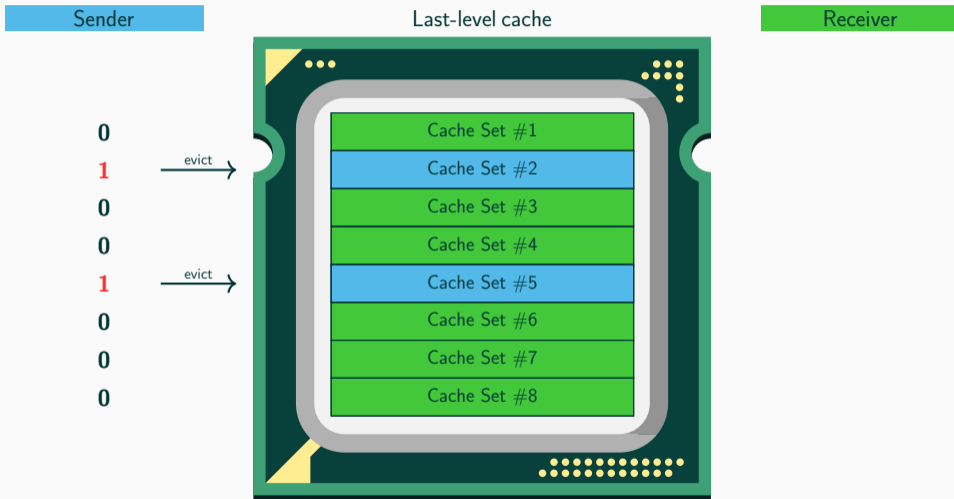 Sender
Last-level cache
Receiver
0
Cache Set #1
1
evict
Cache Set #2
0
Cache Set #3
0
Cache Set #4
1
evict
Cache Set #5
0
Cache Set #6
0
Cache Set #7
0
Cache Set #8